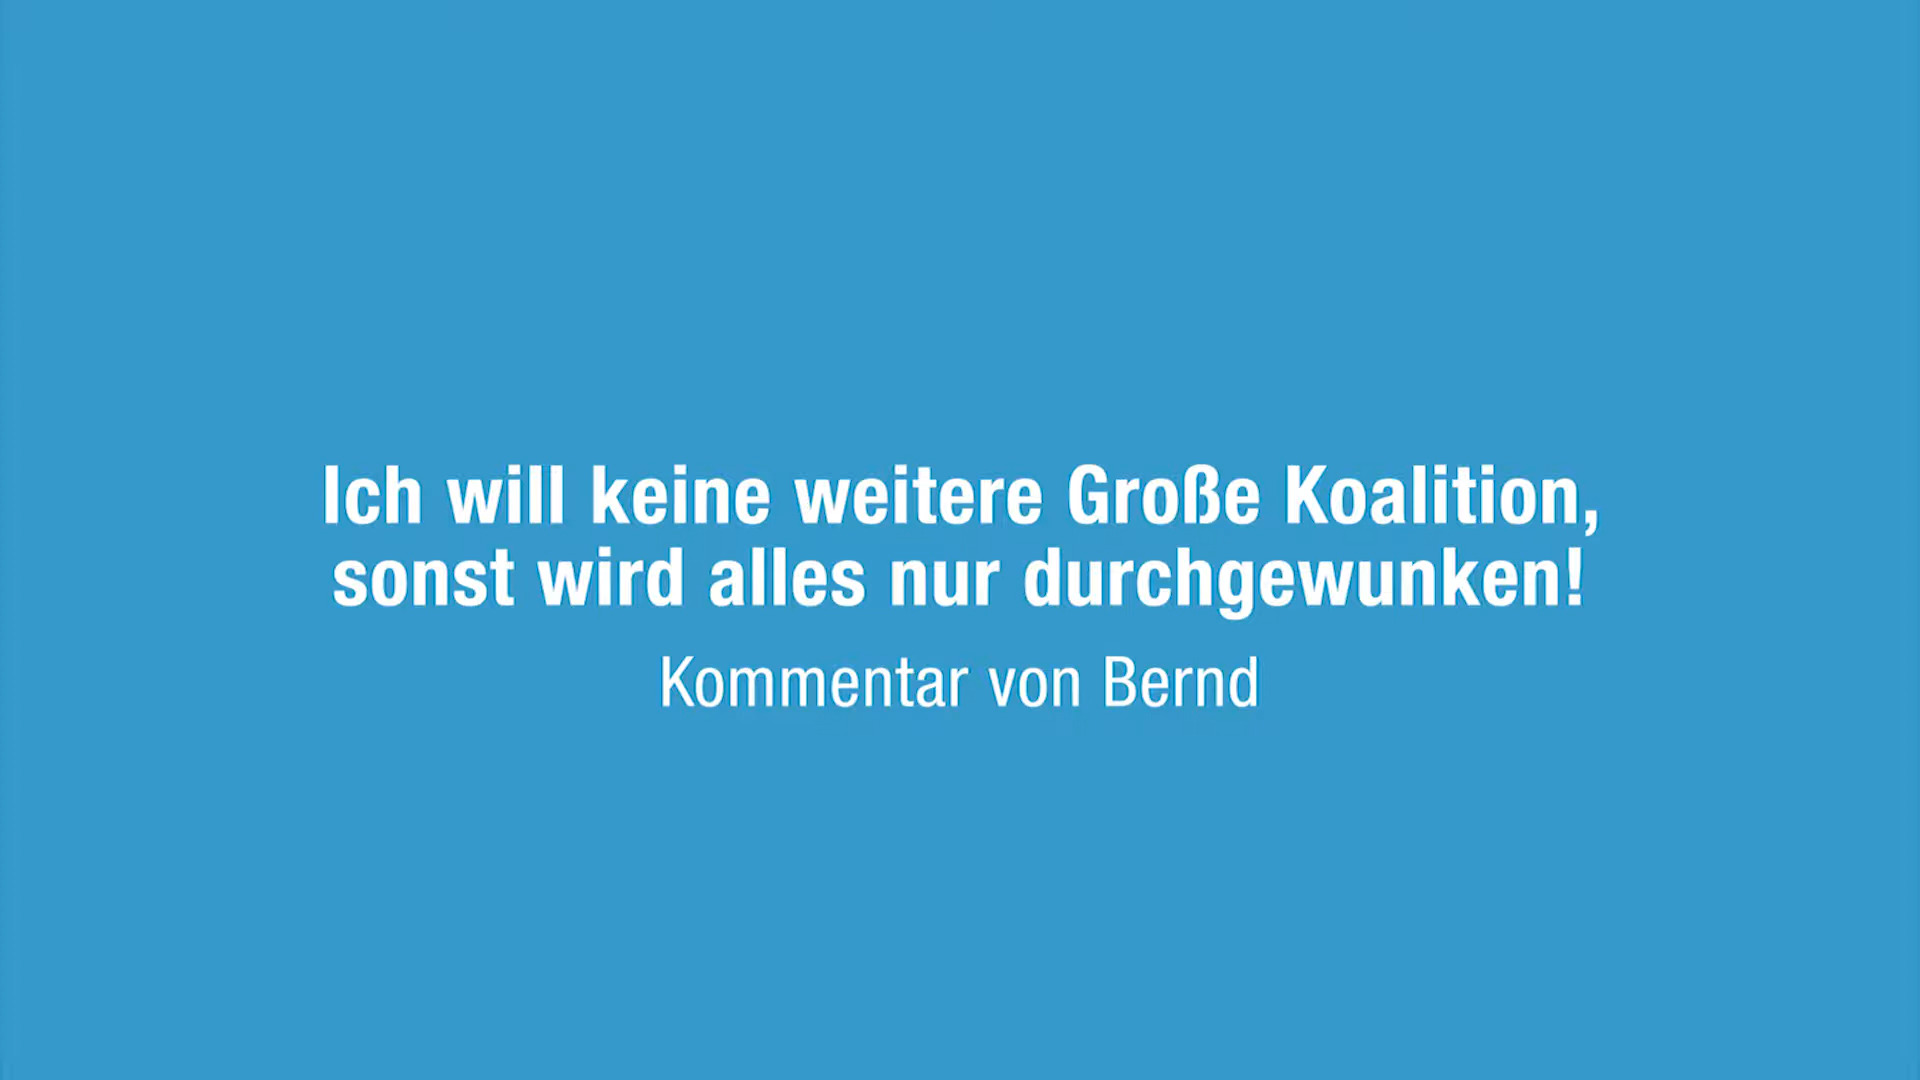 Ich will keine weitere Große Koalition,
sonst wird alles nur durchgewunken!
Kommentar von Bernd